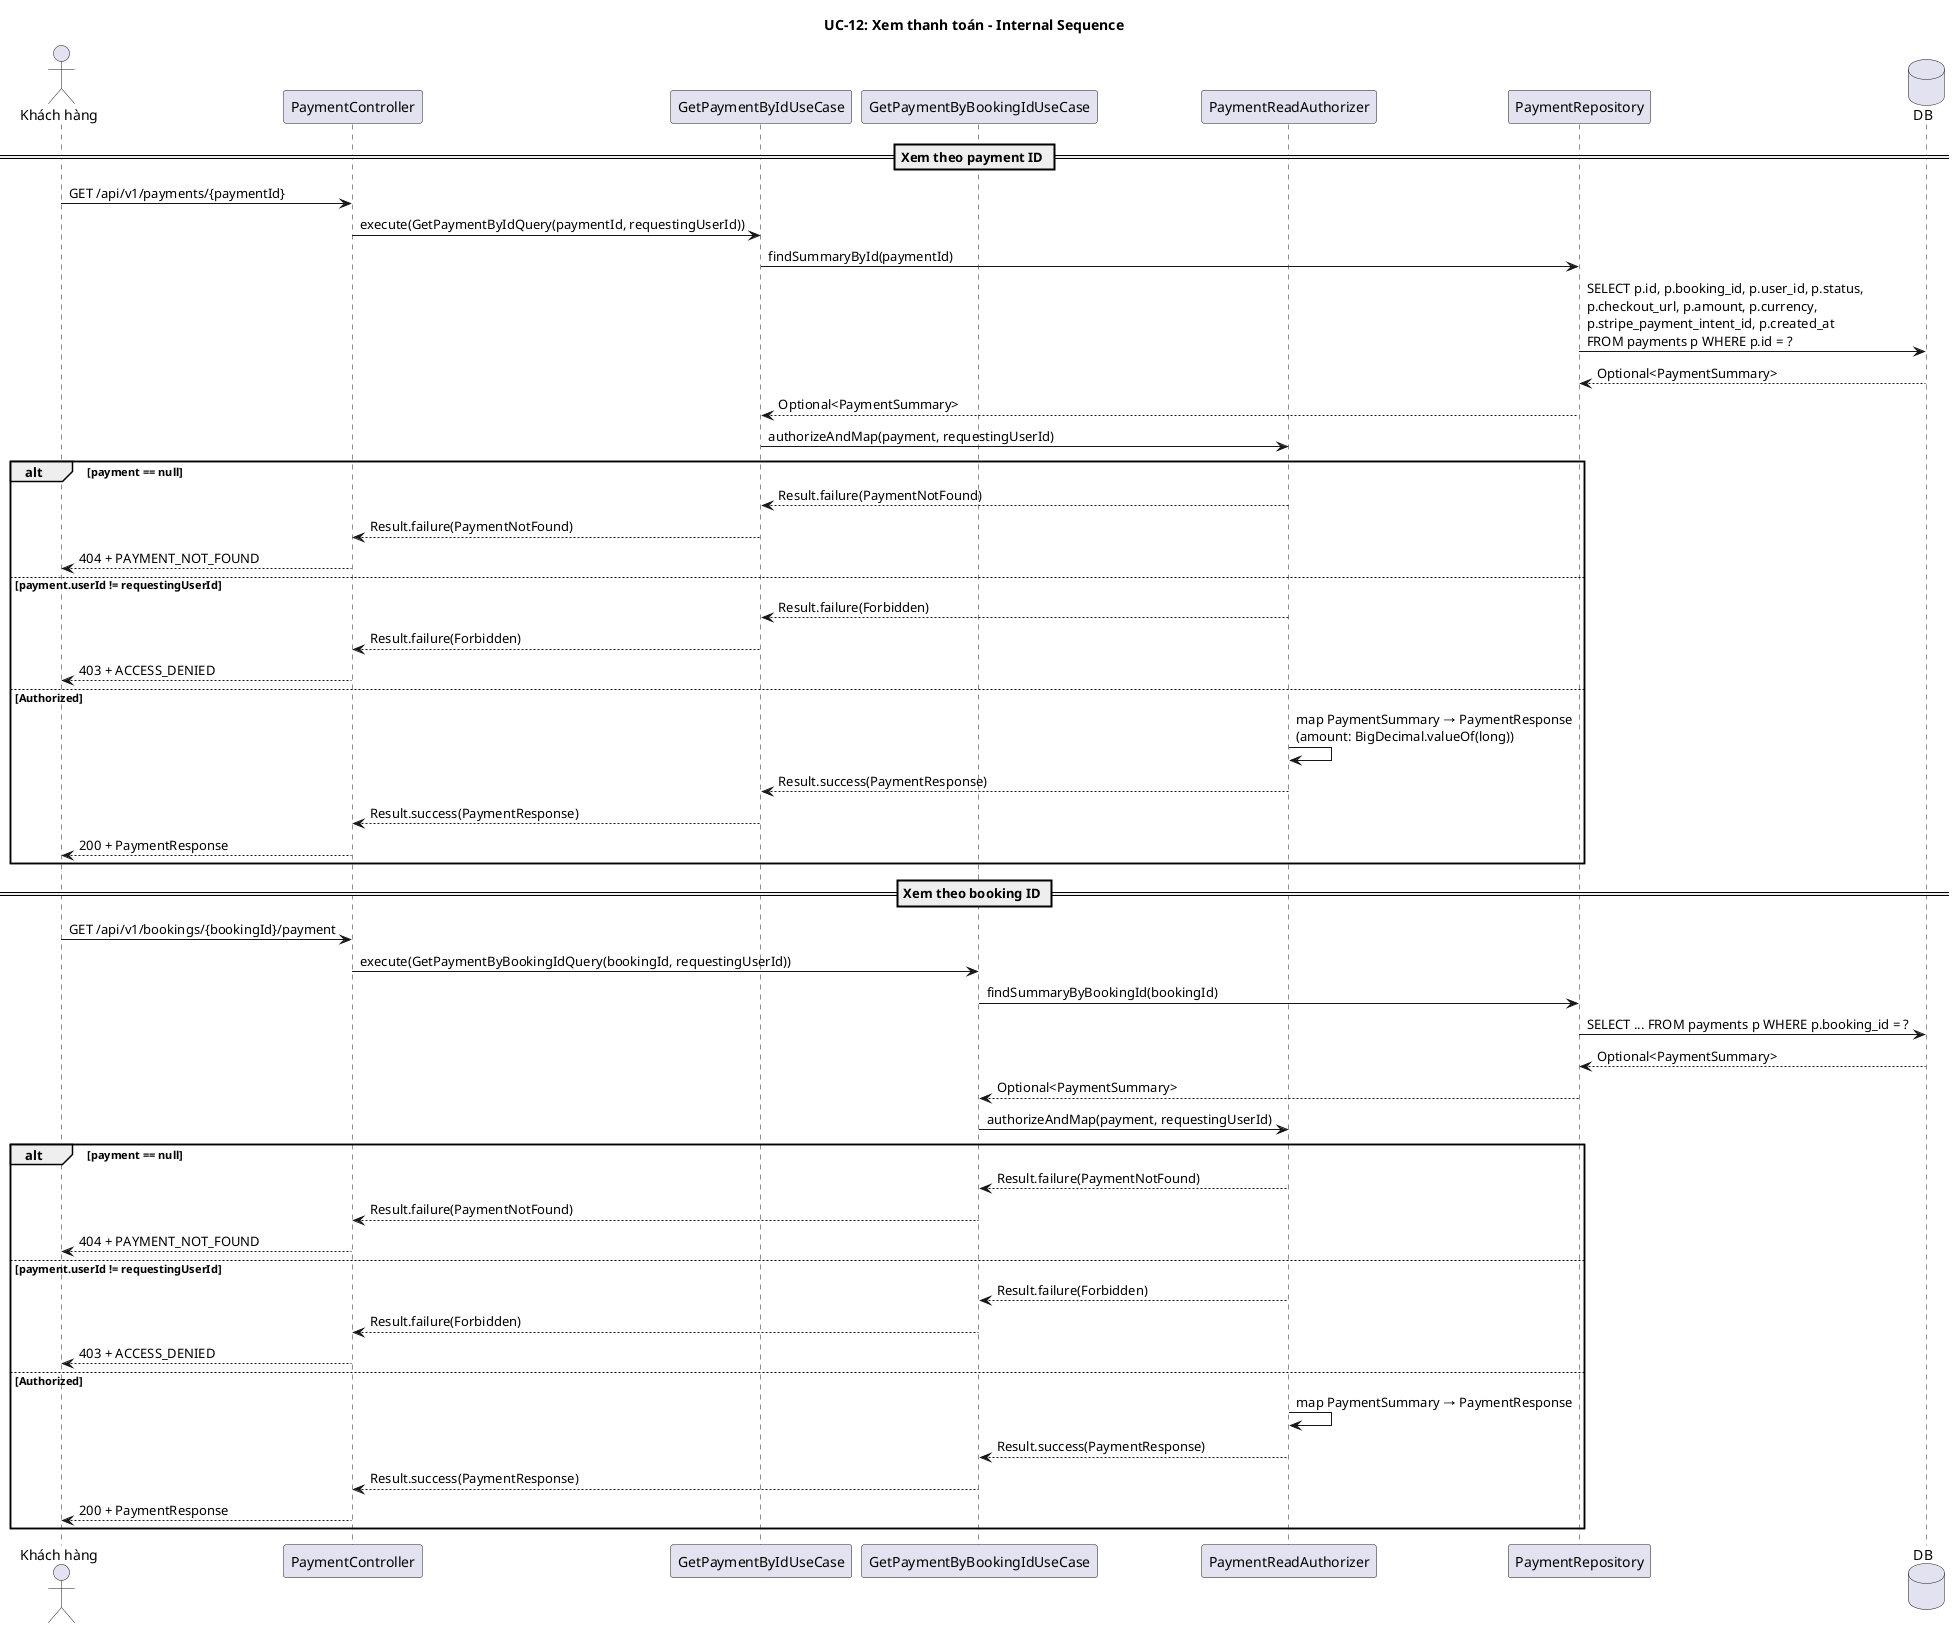 UC-12: Xem thanh toán - Internal Sequence
Khách hàng
PaymentController
GetPaymentByIdUseCase
GetPaymentByBookingIdUseCase
PaymentReadAuthorizer
PaymentRepository
DB
Xem theo payment ID
GET /api/v1/payments/{paymentId}
execute(GetPaymentByIdQuery(paymentId, requestingUserId))
findSummaryById(paymentId)
SELECT p.id, p.booking_id, p.user_id, p.status,
p.checkout_url, p.amount, p.currency,
p.stripe_payment_intent_id, p.created_at
FROM payments p WHERE p.id = ?
Optional<PaymentSummary>
Optional<PaymentSummary>
authorizeAndMap(payment, requestingUserId)
alt [payment == null]
Result.failure(PaymentNotFound)
Result.failure(PaymentNotFound)
404 + PAYMENT_NOT_FOUND
[payment.userId != requestingUserId]
Result.failure(Forbidden)
Result.failure(Forbidden)
403 + ACCESS_DENIED
[Authorized]
map PaymentSummary → PaymentResponse
(amount: BigDecimal.valueOf(long))
Result.success(PaymentResponse)
Result.success(PaymentResponse)
200 + PaymentResponse
Xem theo booking ID
GET /api/v1/bookings/{bookingId}/payment
execute(GetPaymentByBookingIdQuery(bookingId, requestingUserId))
findSummaryByBookingId(bookingId)
SELECT ... FROM payments p WHERE p.booking_id = ?
Optional<PaymentSummary>
Optional<PaymentSummary>
authorizeAndMap(payment, requestingUserId)
alt [payment == null]
Result.failure(PaymentNotFound)
Result.failure(PaymentNotFound)
404 + PAYMENT_NOT_FOUND
[payment.userId != requestingUserId]
Result.failure(Forbidden)
Result.failure(Forbidden)
403 + ACCESS_DENIED
[Authorized]
map PaymentSummary → PaymentResponse
Result.success(PaymentResponse)
Result.success(PaymentResponse)
200 + PaymentResponse
Khách hàng
PaymentController
GetPaymentByIdUseCase
GetPaymentByBookingIdUseCase
PaymentReadAuthorizer
PaymentRepository
DB